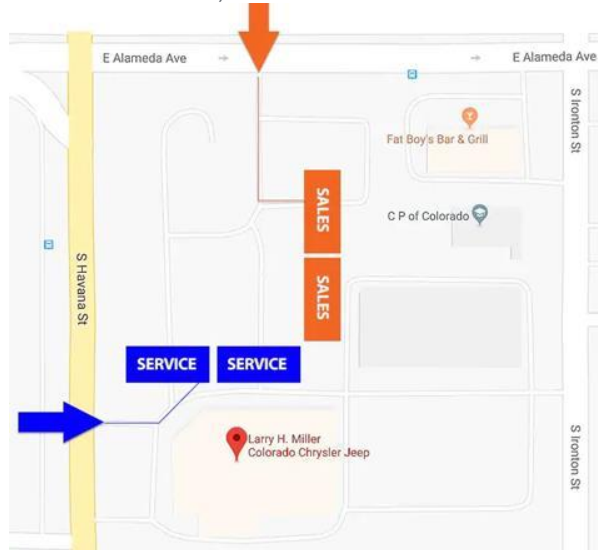 E Alameda Ave
E Alameda Ave
S Ironton St
Fat Boy's Bar & Grill
SALES
C P of Colorado
S Havana St
SALES
SERVICE
SERVICE
Larry H. Miller
Colorado Chrysler Jeep
S Ironton St